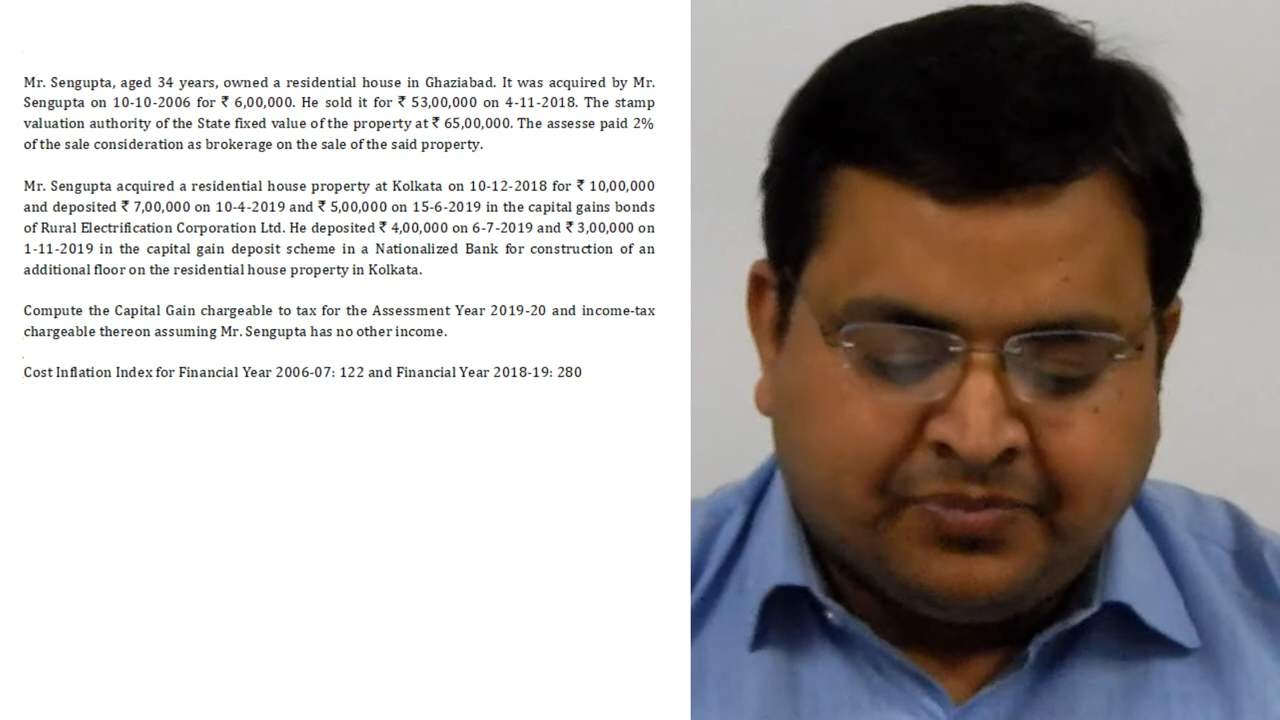 Mr. Sengupta, aged 34 years, owned a residential house in Ghaziabad. It was acquired by Mr.
Sengupta on 10-10-2006 for ₹ 6,00,000. He sold it for ₹ 53,00,000 on 4-11-2018. The stamp
valuation authority of the State fixed value of the property at ₹ 65,00,000. The assesse paid 2%
of the sale consideration as brokerage on the sale of the said property.
Mr. Sengupta acquired a residential house property at Kolkata on 10-12-2018 for ₹ 10,00,000
and deposited ₹ 7,00,000 on 10-4-2019 and ₹ 5,00,000 on 15-6-2019 in the capital gains bonds
of Rural Electrification Corporation Ltd. He deposited ₹ 4,00,000 on 6-7-2019 and ₹ 3,00,000 on
1-11-2019 in the capital gain deposit scheme in a Nationalized Bank for construction of an
additional floor on the residential house property in Kolkata.
Compute the Capital Gain chargeable to tax for the Assessment Year 2019-20 and income-tax
chargeable thereon assuming Mr. Sengupta has no other income.
Cost Inflation Index for Financial Year 2006-07: 122 and Financial Year 2018-19: 280